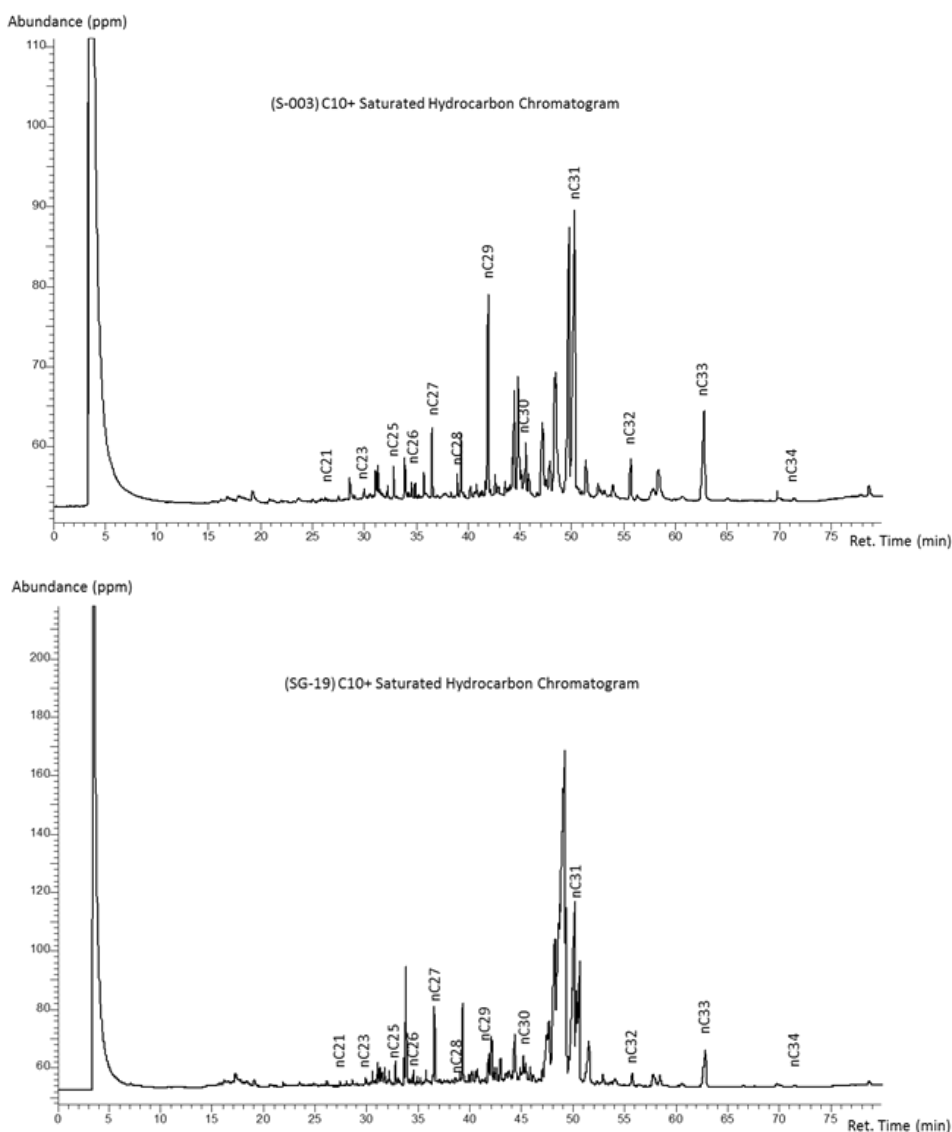 Abundance (ppm)
110
(S-003) C10+ Saturated Hydrocarbon Chromatogram
100
90
nC31
80
nC29
70
nC33
nC27
nC30
60
nC32
nC25
nC26
nC28
nC21
nC23
nC34
0 5 10 15 20 25 30 35 40 45 50 55 60 65 70 75
Ret. Time (min)
Abundance (ppm)
200
(SG-19) C10+ Saturated Hydrocarbon Chromatogram
180
160
140
120
nC31
100
nC27
80
nC29
nC30
nC33
nC25
nC26
nC28
nC32
nC21
nC23
nC34
60
0 5 10 15 20 25 30 35 40 45 50 55 60 65 70 75
Ret. Time (min)